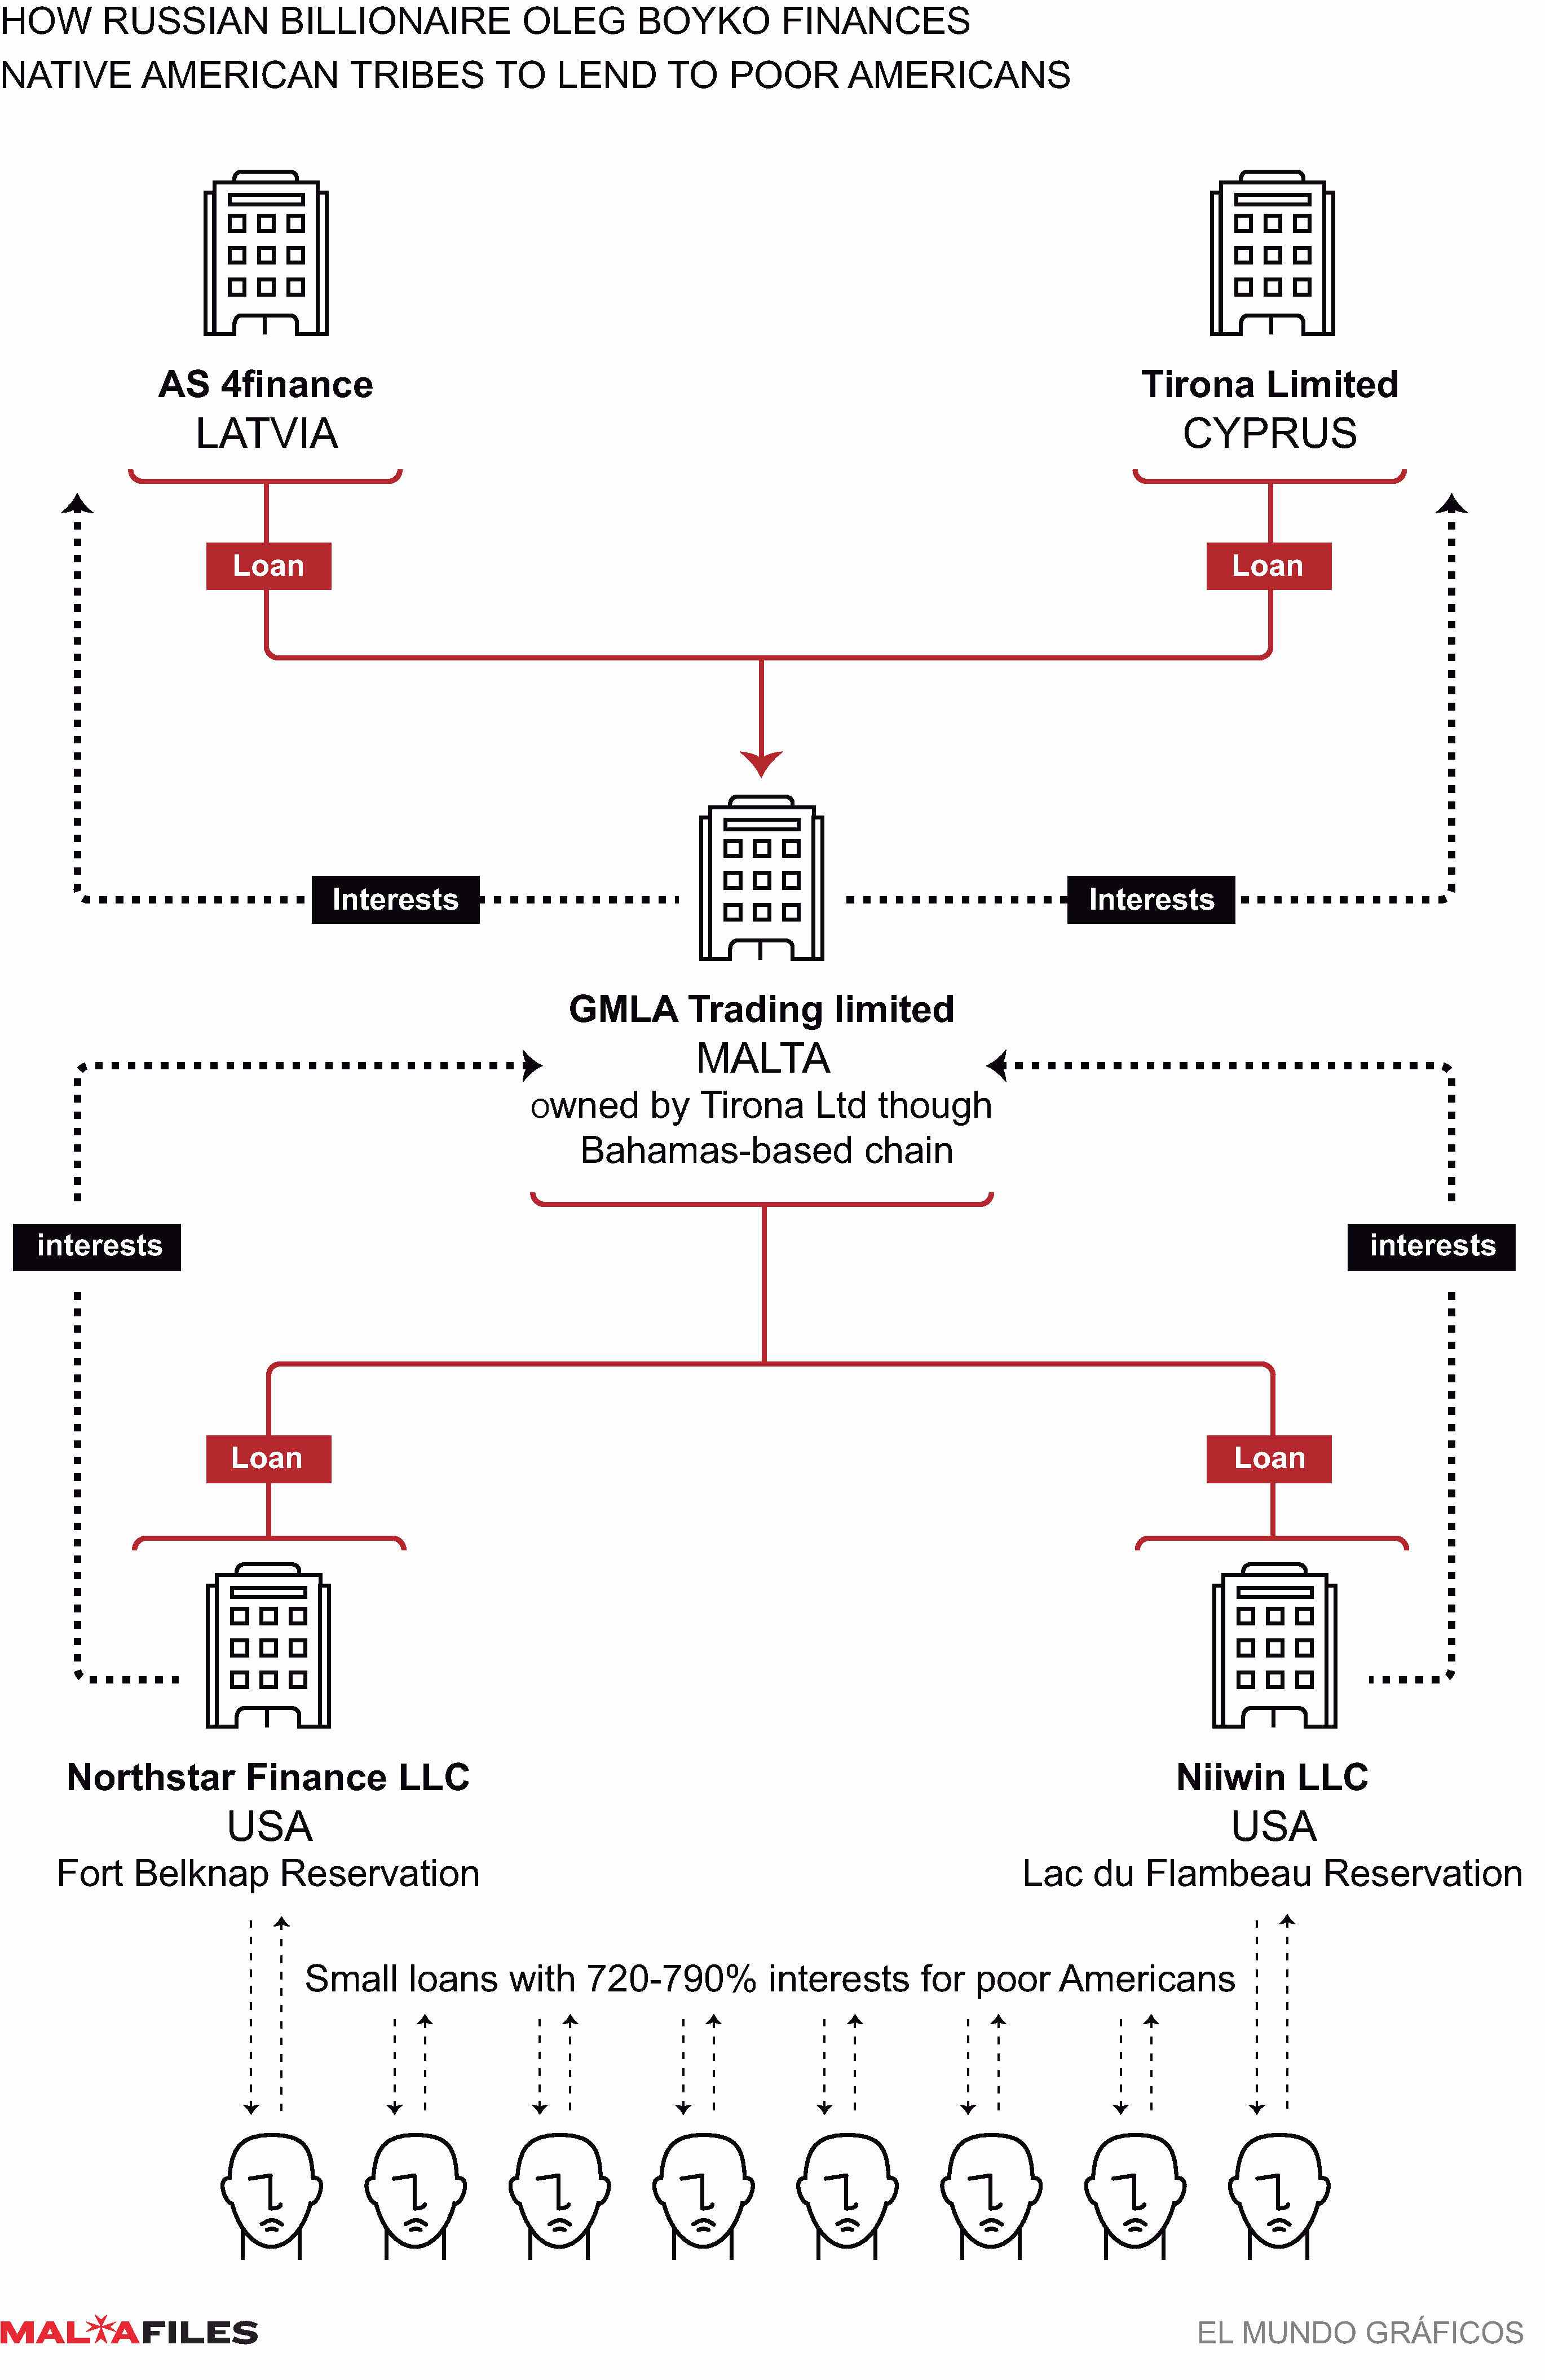 HOW RUSSIAN BILLIONAIRE OLEG BOYKO FINANCES
NATIVE AMERICAN TRIBES TO LEND TO POOR AMERICANS
AS 4finance
LATVIA
Tirona Limited
CYPRUS
Loan
Loan
Interests
Interests
GMLA Trading limited
MALTA
owned by Tirona Ltd though
Bahamas-based chain
interests
interests
Loan
Loan
Northstar Finance LLC
USA
Fort Belknap Reservation
Niiwin LLC
USA
Lac du Flambeau Reservation
Small loans with 720-790% interests for poor Americans
MALTAFILES
EL MUNDO GRÁFICOS